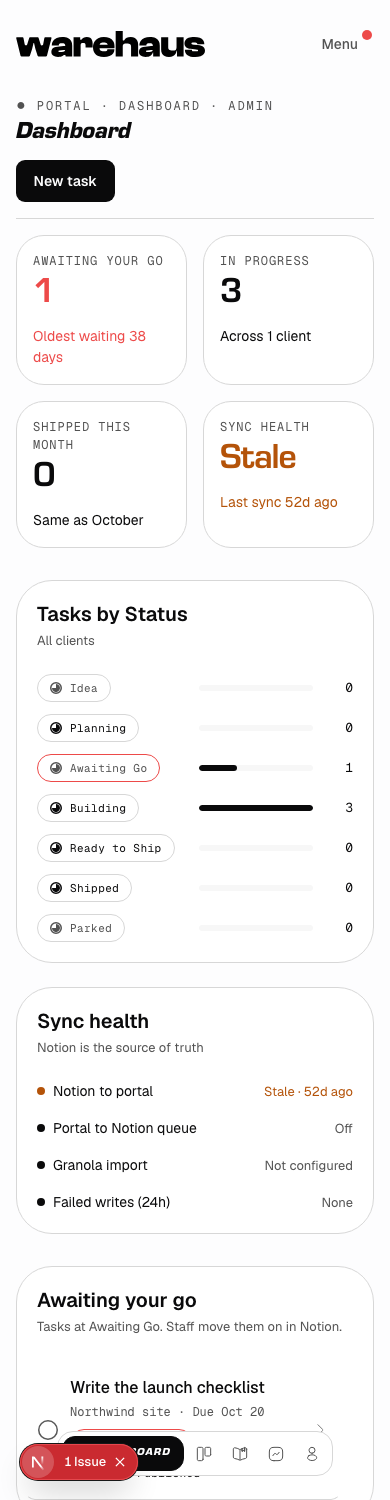 warehaus
Menu
PORTAL · DASHBOARD · ADMIN
Dashboard
New task
AWAITING YOUR GO
1
Oldest waiting 38
days
IN PROGRESS
3
Across 1 client
SHIPPED THIS
MONTH
0
Same as October
SYNC HEALTH
Stale
Last sync 52d ago
Tasks by Status
All clients
Idea 0
Planning 0
Awaiting Go 1
Building 3
Ready to Ship 0
Shipped 0
Parked 0
Sync health
Notion is the source of truth
Notion to portal Stale · 52d ago
Portal to Notion queue Off
Granola import Not configured
Failed writes (24h) None
Awaiting your go
Tasks at Awaiting Go. Staff move them on in Notion.
Write the launch checklist
Northwind site · Due Oct 20
N 1 Issue